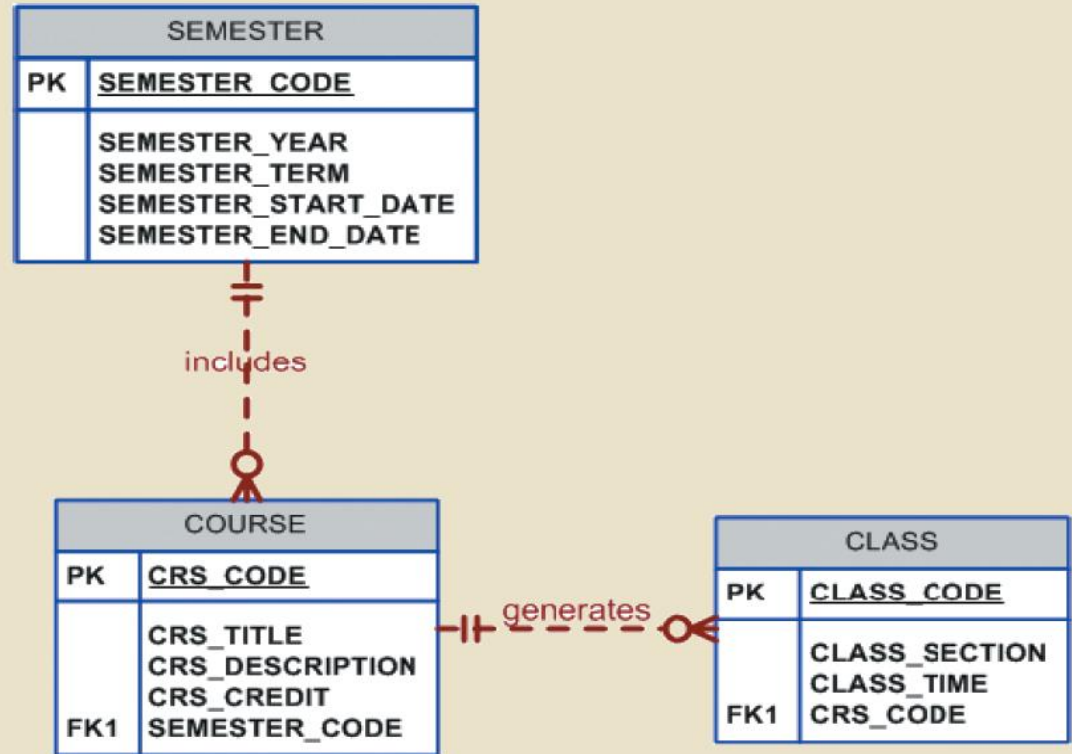 SEMESTER
PK SEMESTER_CODE
SEMESTER_YEAR
SEMESTER_TERM
SEMESTER_START_DATE
SEMESTER_END_DATE
includes
COURSE
PK CRS_CODE
CRS_TITLE
CRS_DESCRIPTION
CRS_CREDIT
FK1 SEMESTER_CODE
generates
CLASS
PK CLASS_CODE
CLASS_SECTION
CLASS_TIME
FK1 CRS_CODE